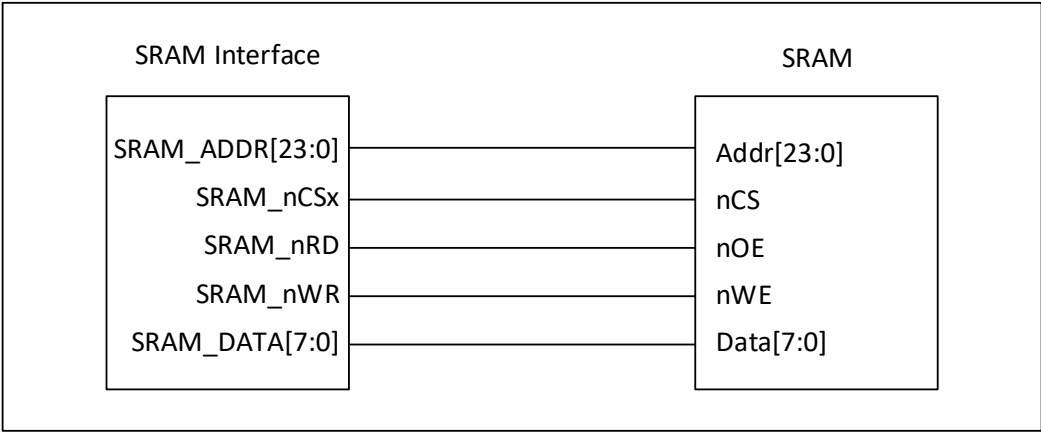 SRAM Interface
SRAM
SRAM_ADDR[23:0]
Addr[23:0]
SRAM_nCSx
nCS
SRAM_nRD
nOE
SRAM_nWR
nWE
SRAM_DATA[7:0]
Data[7:0]